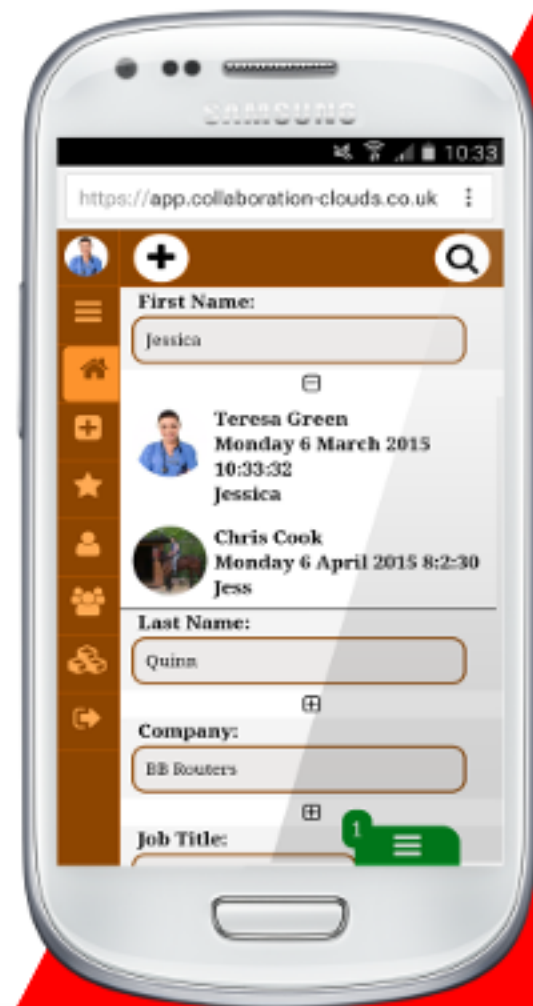 SAMSUNG
10:33
https://app.collaboration-clouds.co.uk
First Name:
Jessica
Teresa Green
Monday 6 March 2015
10:33:32
Jessica
Chris Cook
Monday 6 April 2015 8:2:30
Jess
Last Name:
Quinn
Company:
BB Routers
Job Title:
1